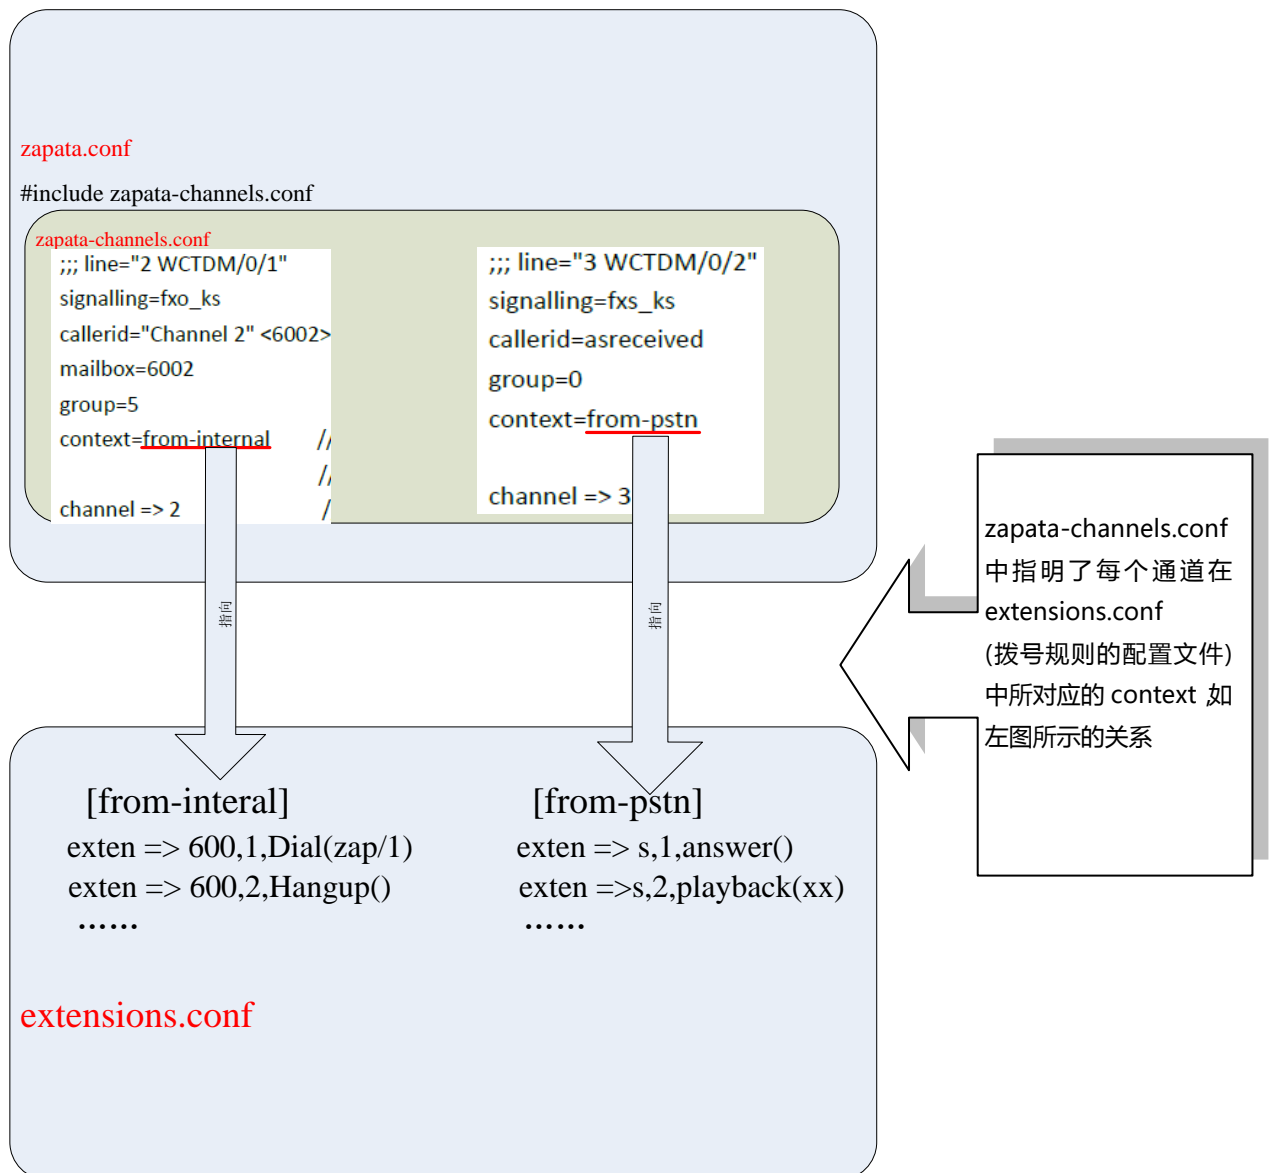 zapata.conf
#include zapata-channels.conf
zapata-channels.conf
;;; line="2 WCTDM/0/1"
signalling=fxo_ks
callerid="Channel 2" <6002>
mailbox=6002
group=5
context=from-internal //
//
channel => 2 /
;;; line="3 WCTDM/0/2"
signalling=fxs_ks
callerid=asreceived
group=0
context=from-pstn
channel => 3
指向
指向
zapata-channels.conf
中指明了每个通道在
extensions.conf
(拨号规则的配置文件)
中所对应的 context 如
左图所示的关系
[from-interal]
exten => 600,1,Dial(zap/1)
exten => 600,2,Hangup()
……
[from-pstn]
exten => s,1,answer()
exten =>s,2,playback(xx)
……
extensions.conf